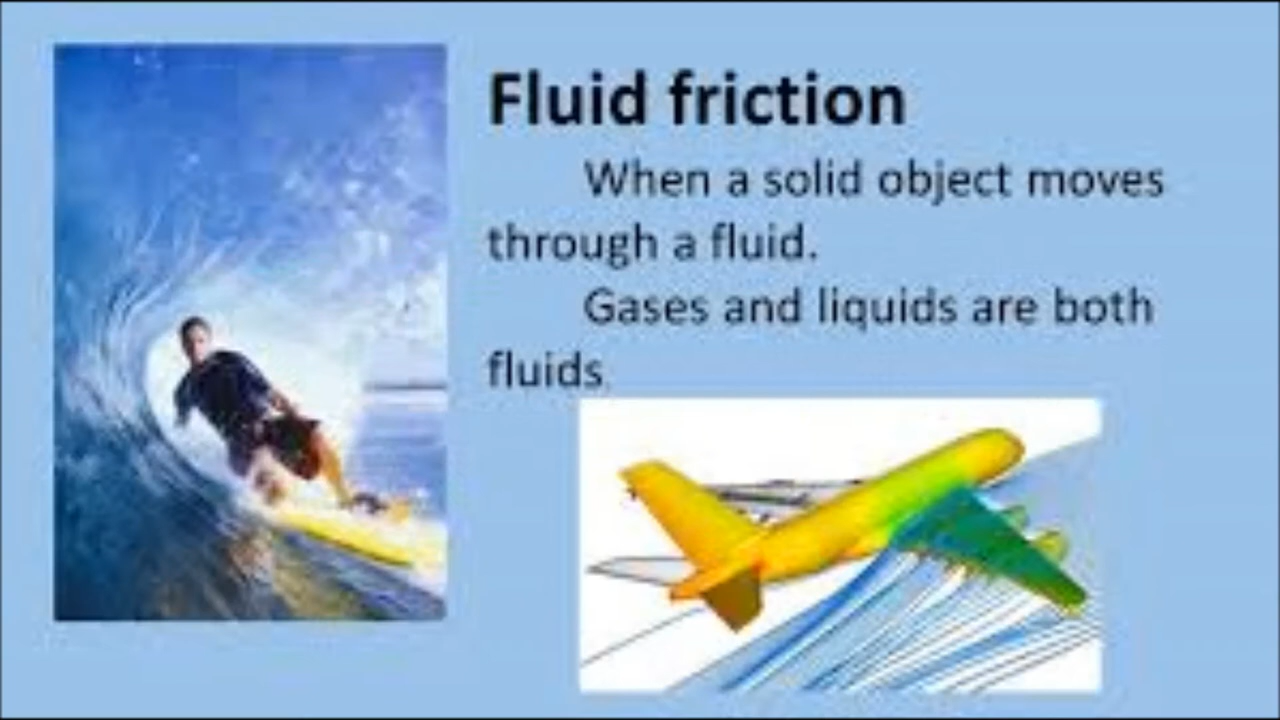 Fluid friction
When a solid object moves
through a fluid.
Gases and liquids are both
fluids.